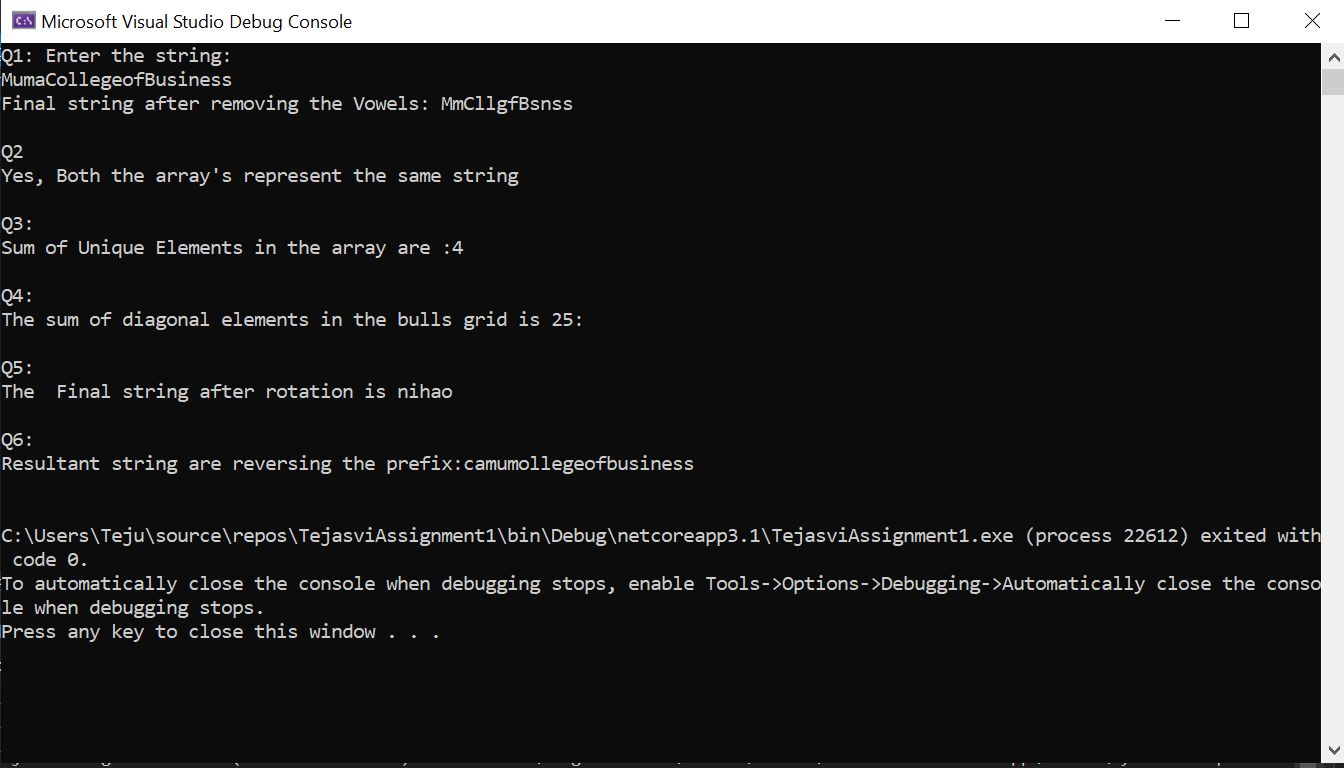 Microsoft Visual Studio Debug Console
Q1: Enter the string:
MumaCollegeofBusiness
Final string after removing the Vowels: MmCllgfBsnss
Q2
Yes, Both the array's represent the same string
Q3:
Sum of Unique Elements in the array are :4
Q4:
The sum of diagonal elements in the bulls grid is 25:
Q5:
The  Final string after rotation is nihao
Q6:
Resultant string are reversing the prefix:camumollegeofbusiness
C:\Users\Teju\source\repos\TejasviAssignment1\bin\Debug\netcoreapp3.1\TejasviAssignment1.exe (process 22612) exited with
 code 0.
To automatically close the console when debugging stops, enable Tools->Options->Debugging->Automatically close the conso
le when debugging stops.
Press any key to close this window . . .